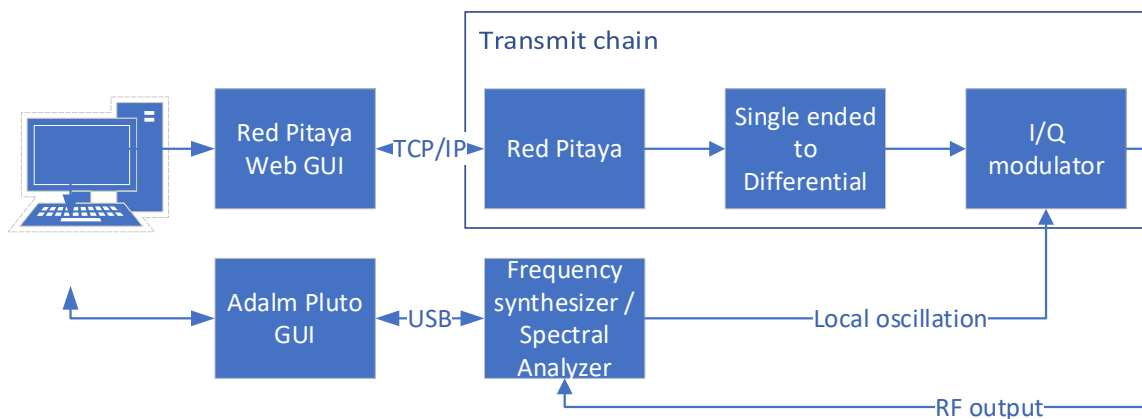 Transmit chain
Red Pitaya
Web GUI
TCP/IP
Red Pitaya
Single ended
to
Differential
I/Q
modulator
Adalm Pluto
GUI
USB
Frequency
synthesizer /
Spectral
Analyzer
Local oscillation
RF output